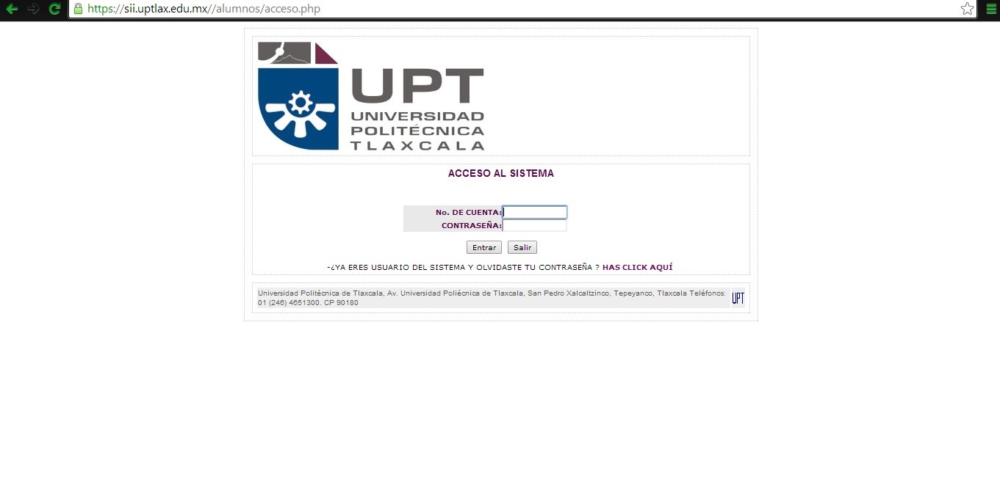 https://sii.uptlax.edu.mx//alumnos/acceso.php
UPT
UNIVERSIDAD
POLITÉCNICA
TLAXCALA
ACCESO AL SISTEMA
No. DE CUENTA:
CONTRASEÑA:
Entrar Salir
-¿YA ERES USUARIO DEL SISTEMA Y OLVIDASTE TU CONTRASEÑA ? HAS CLICK AQUÍ
Universidad Politécnica de Tlaxcala, Av. Universidad Poliécnica de Tlaxcala, San Pedro Xalcaltzinco, Tepeyanco, Tlaxcala Teléfonos:
01 (246) 4651300. CP 90180
UPT